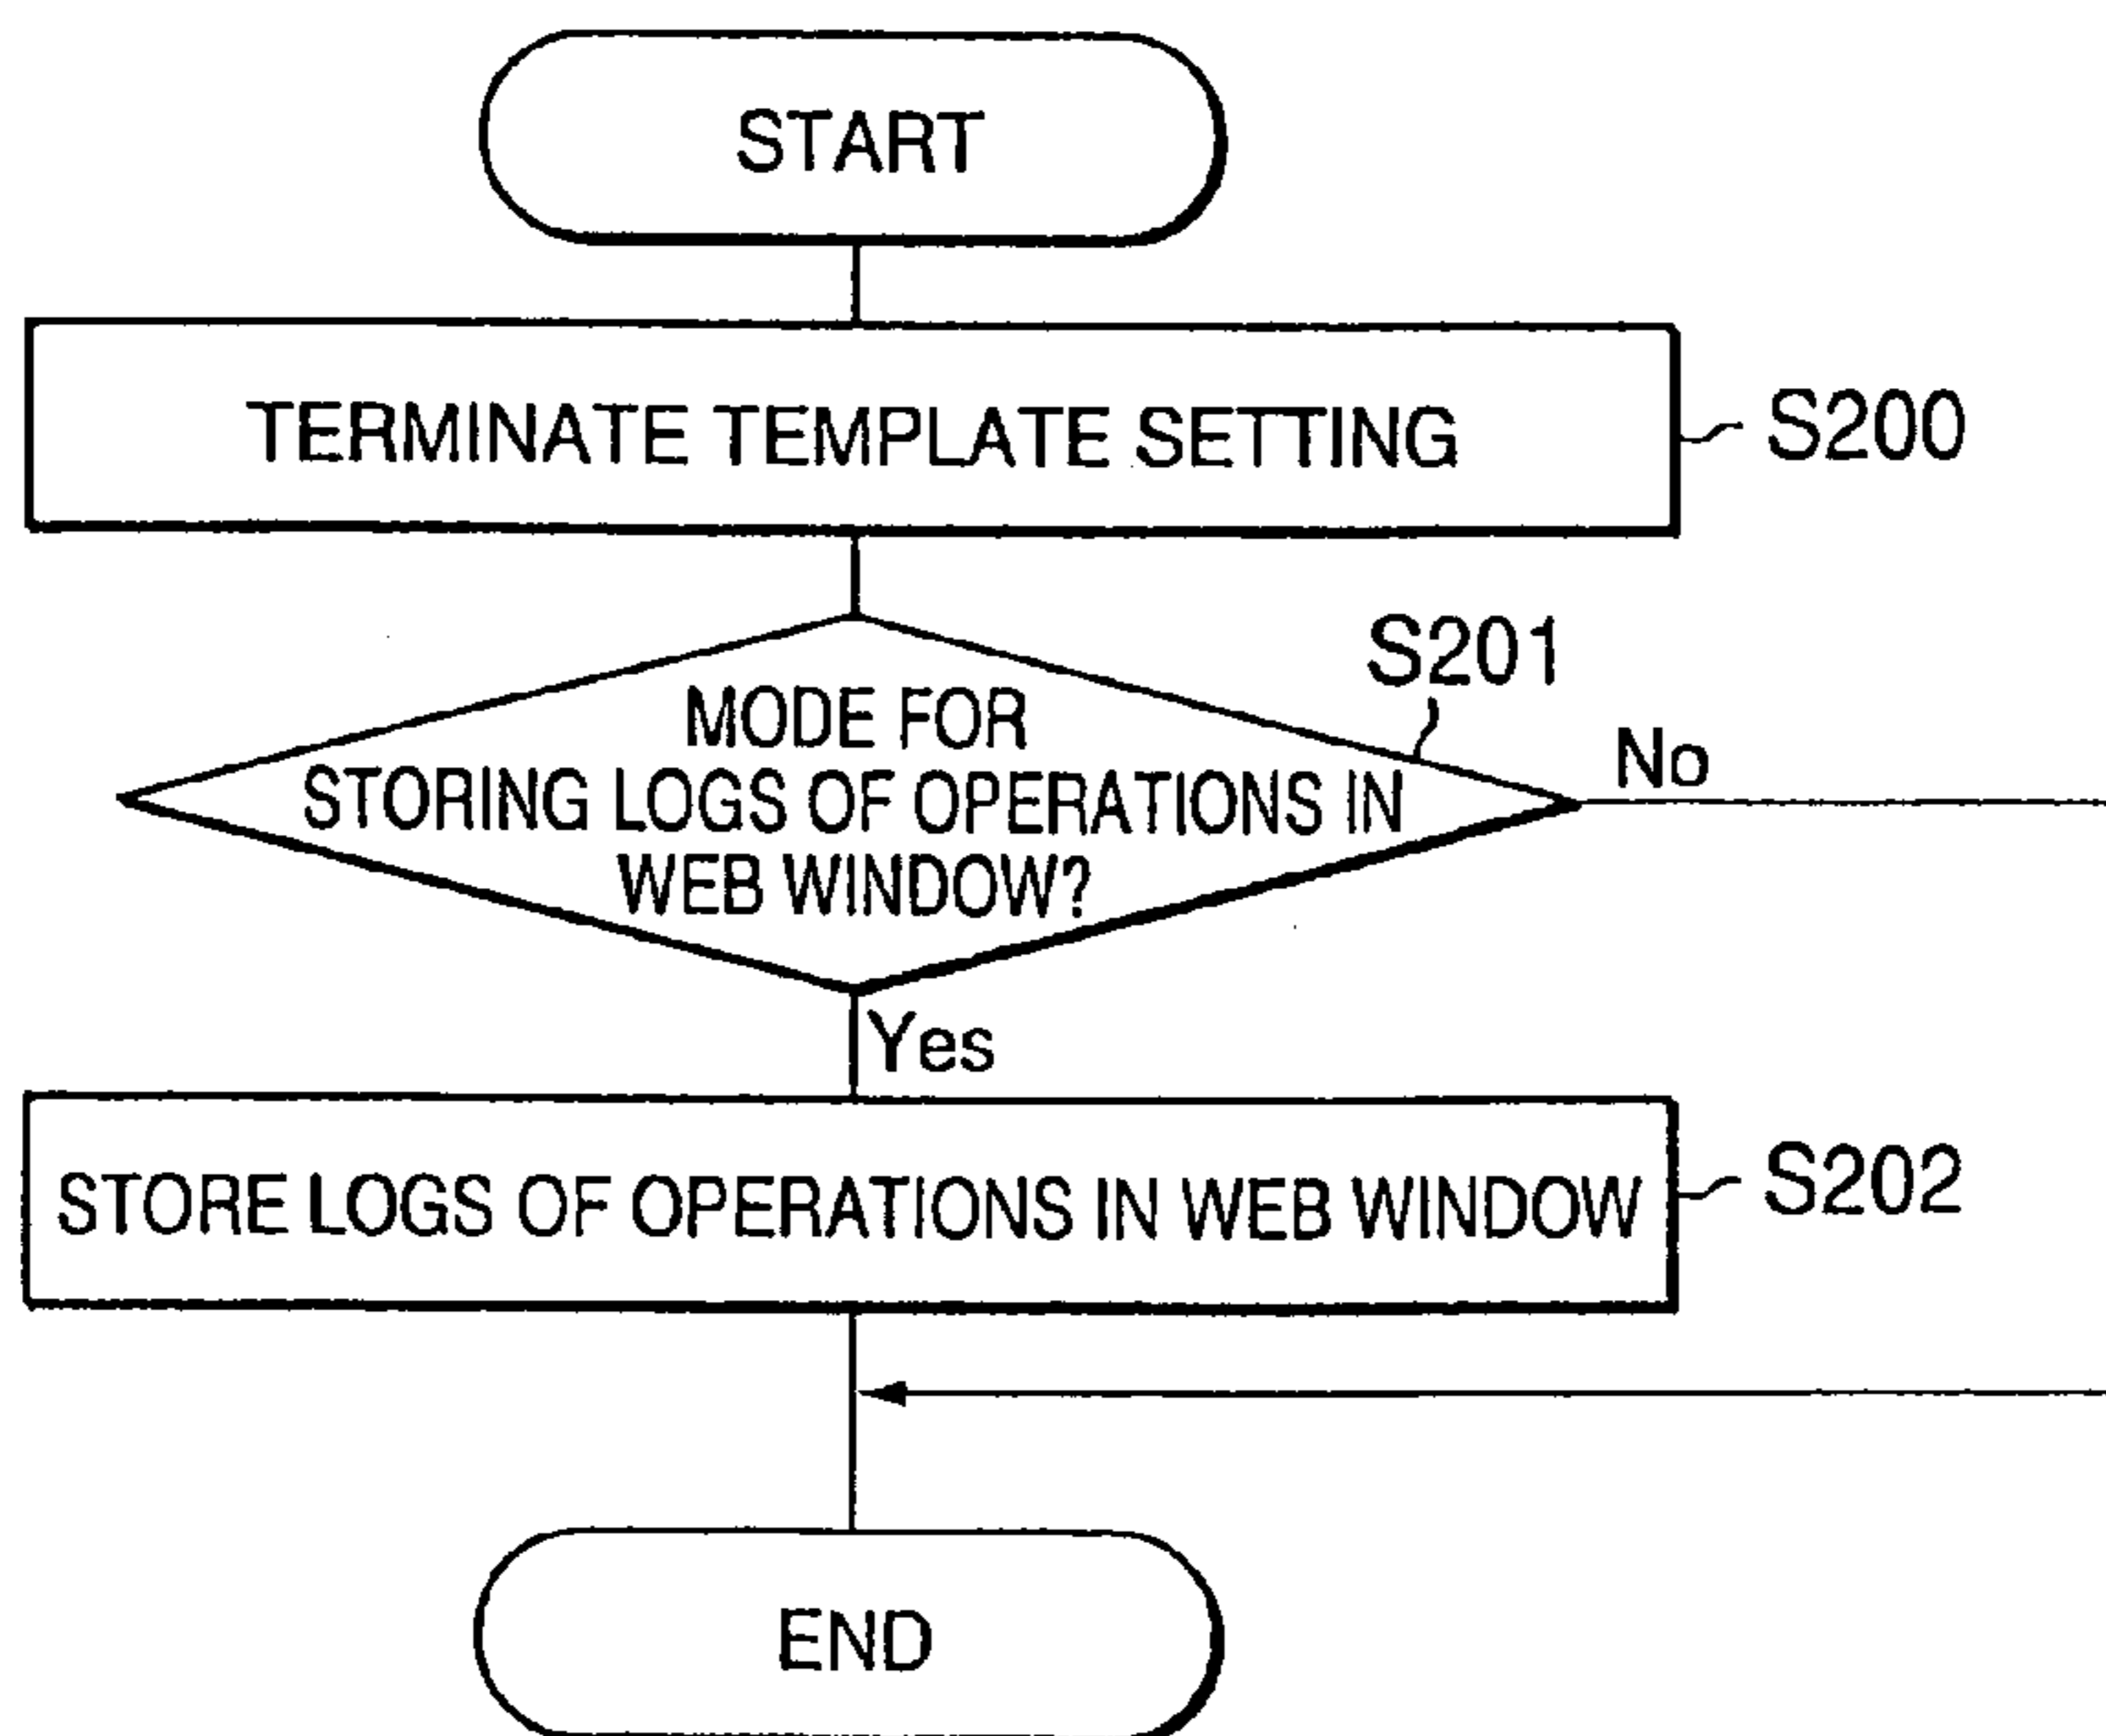 START
TERMINATE TEMPLATE SETTING
S200
S201
MODE FOR
STORING LOGS OF OPERATIONS IN
WEB WINDOW?
No
Yes
STORE LOGS OF OPERATIONS IN WEB WINDOW
S202
END